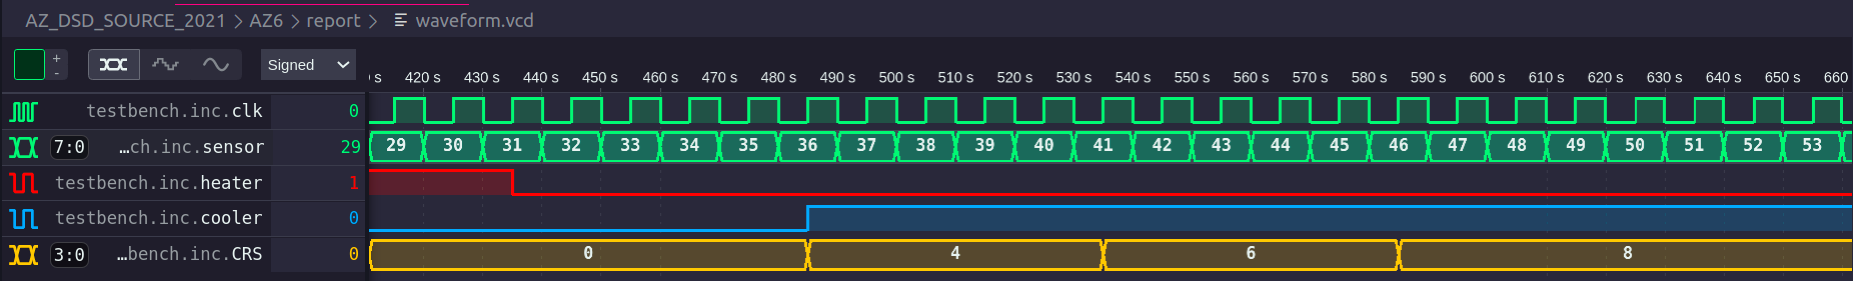 AZ_DSD_SOURCE_2021 > AZ6 > report > waveform.vcd
+
-
Signed
0 s 420 s 430 s 440 s 450 s 460 s 470 s 480 s 490 s 500 s 510 s 520 s 530 s 540 s 550 s 560 s 570 s 580 s 590 s 600 s 610 s 620 s 630 s 640 s 650 s 660
testbench.inc.clk 0
7:0 …ch.inc.sensor 29 29 30 31 32 33 34 35 36 37 38 39 40 41 42 43 44 45 46 47 48 49 50 51 52 53
testbench.inc.heater 1
testbench.inc.cooler 0
3:0 …bench.inc.CRS 0 0 4 6 8